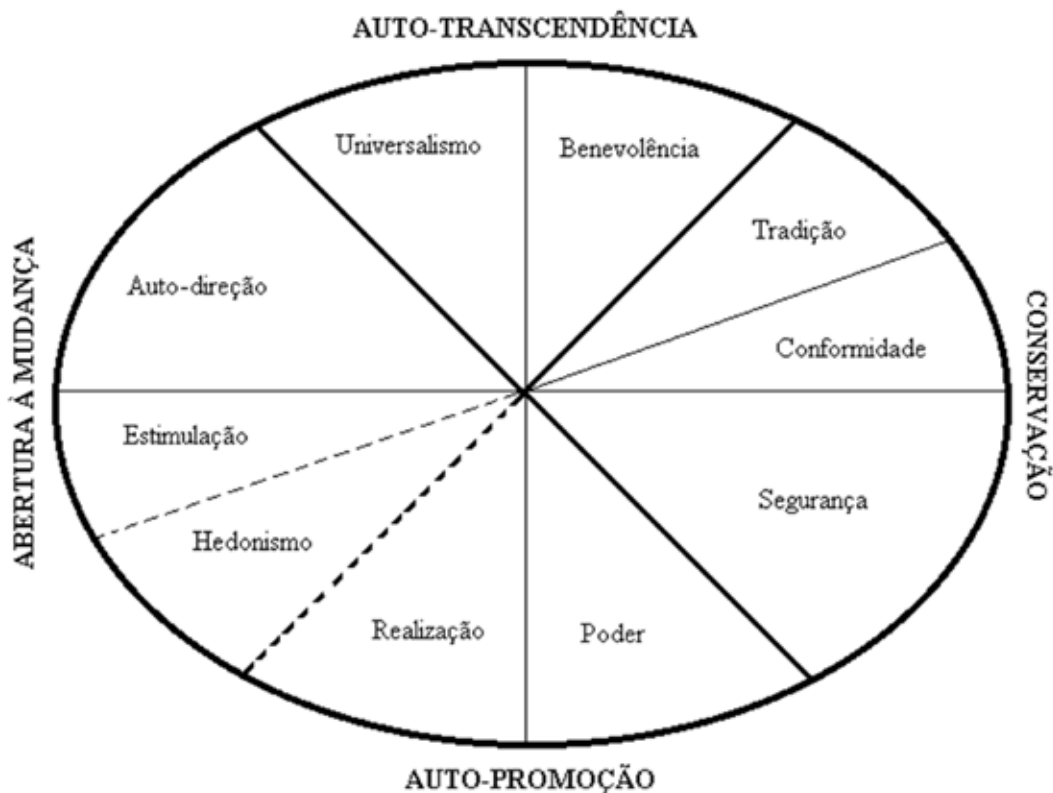 AUTO-TRANSCENDÊNCIA
Universalismo
Benevolência
Tradição
Auto-direção
Conformidade
ABERTURA À MUDANÇA
CONSERVAÇÃO
Estimulação
Segurança
Hedonismo
Realização
Poder
AUTO-PROMOÇÃO